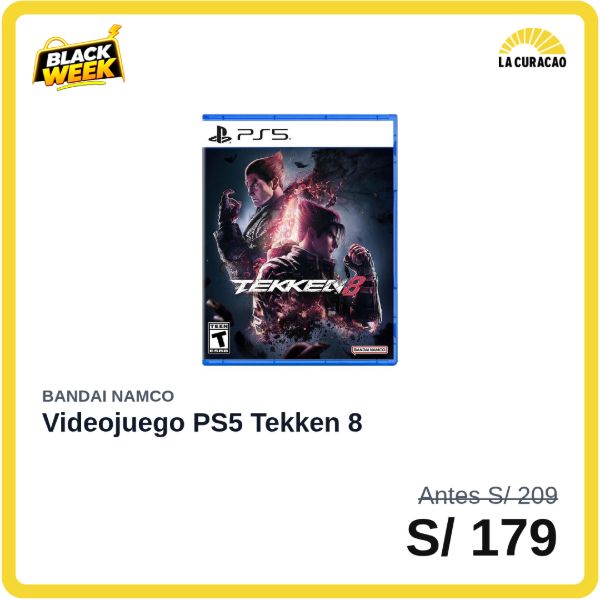 BLACK
WEEK
LA CURACAO
PS5
TEKKEN 8
TEEN
T
ESRB
BANDAI NAMCO
BANDAI NAMCO
Videojuego PS5 Tekken 8
Antes S/ 209
S/ 179